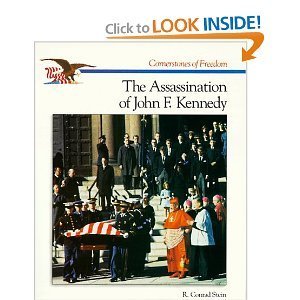 Click to LOOK INSIDE!
Cornerstones of Freedom
The Assassination
of John F. Kennedy
R. Conrad Stein